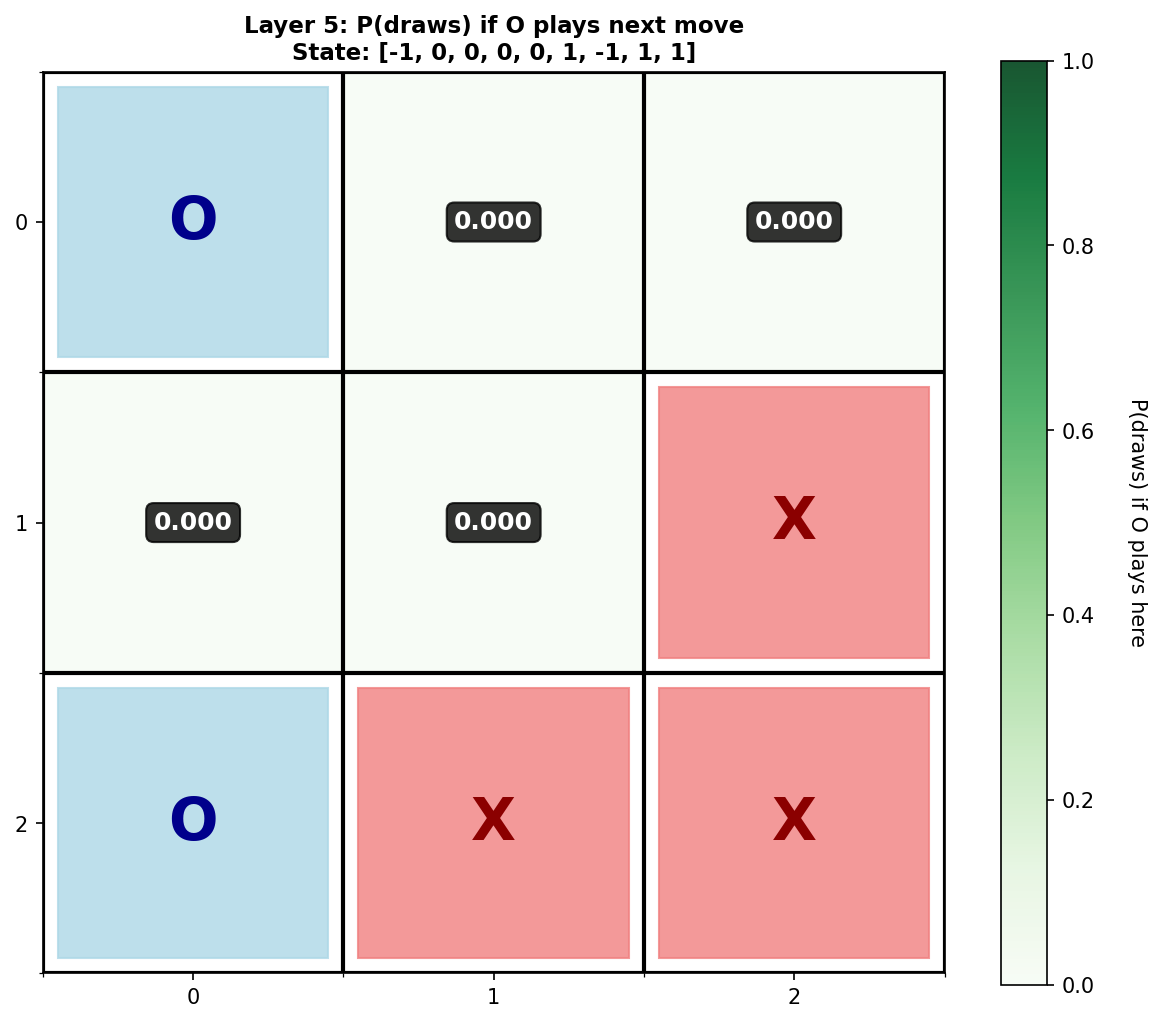 Layer 5: P(draws) if O plays next move
State: [-1, 0, 0, 0, 0, 1, -1, 1, 1]
O
0.000
0.000
0.000
0.000
X
O
X
X
0
1
2
0
1
2
1.0
0.8
0.6
0.4
0.2
0.0
P(draws) if O plays here